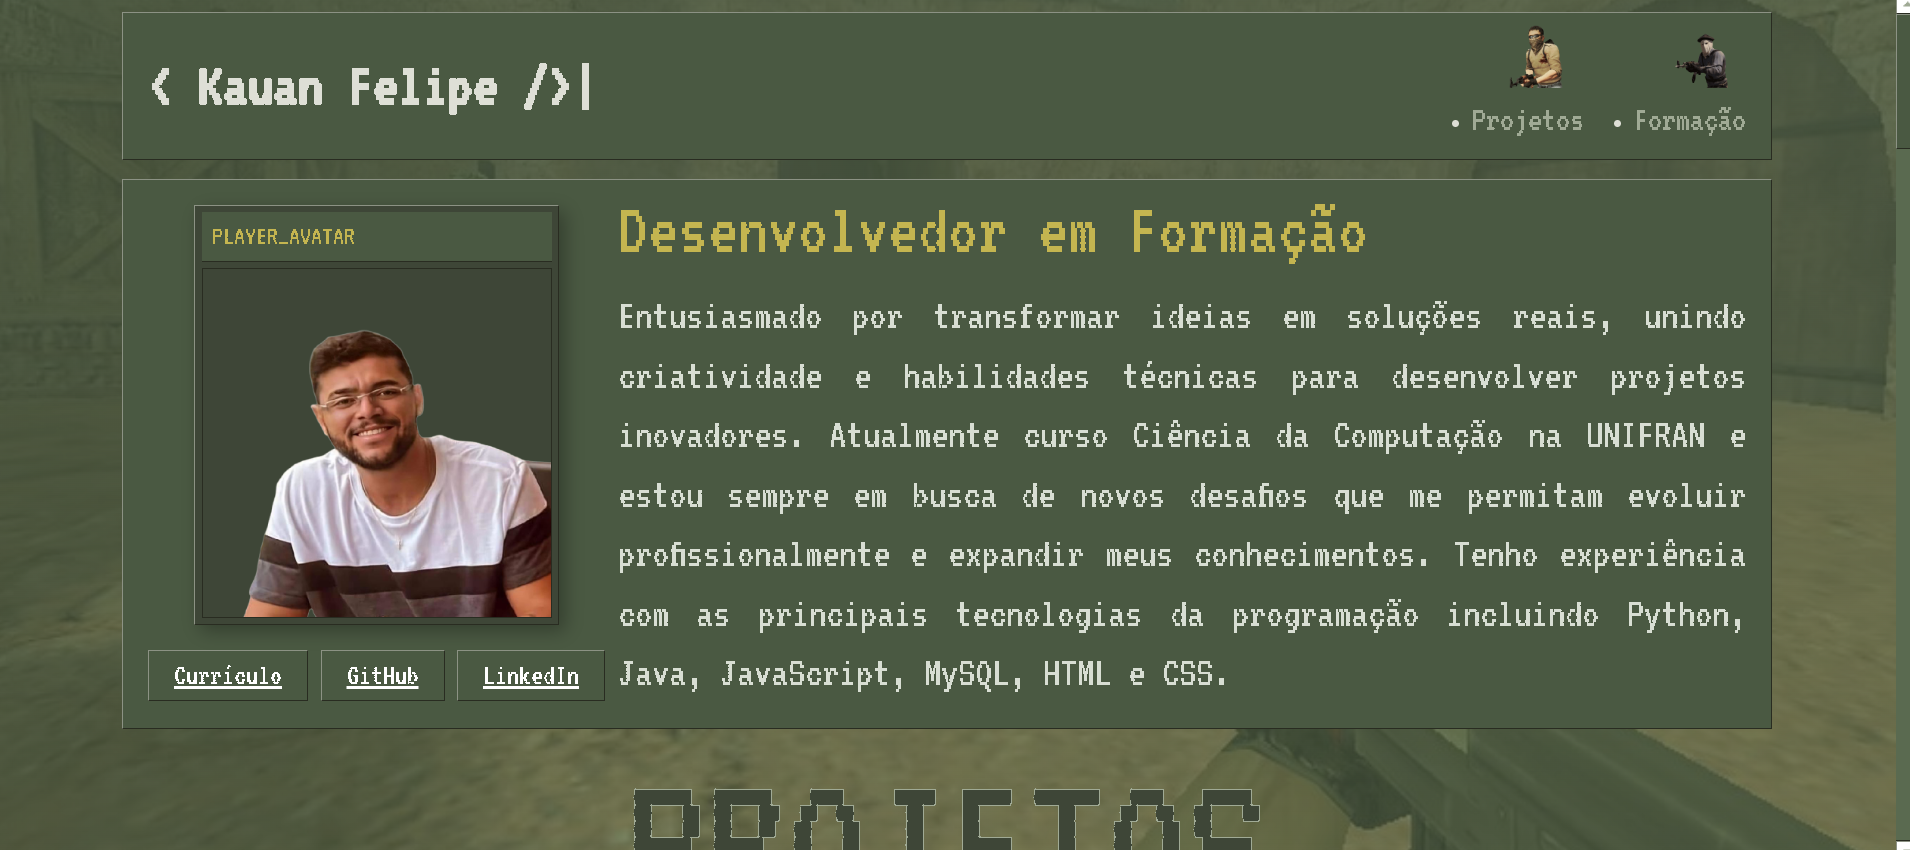 < Kauan Felipe />|
• Projetos • Formação
PLAYER_AVATAR
Desenvolvedor em Formação
Entusiasmado por transformar ideias em soluções reais, unindo
criatividade e habilidades técnicas para desenvolver projetos
inovadores. Atualmente curso Ciência da Computação na UNIFRAN e
estou sempre em busca de novos desafios que me permitam evoluir
profissionalmente e expandir meus conhecimentos. Tenho experiência
com as principais tecnologias da programação incluindo Python,
Java, JavaScript, MySQL, HTML e CSS.
Currículo GitHub LinkedIn
PROJETOS